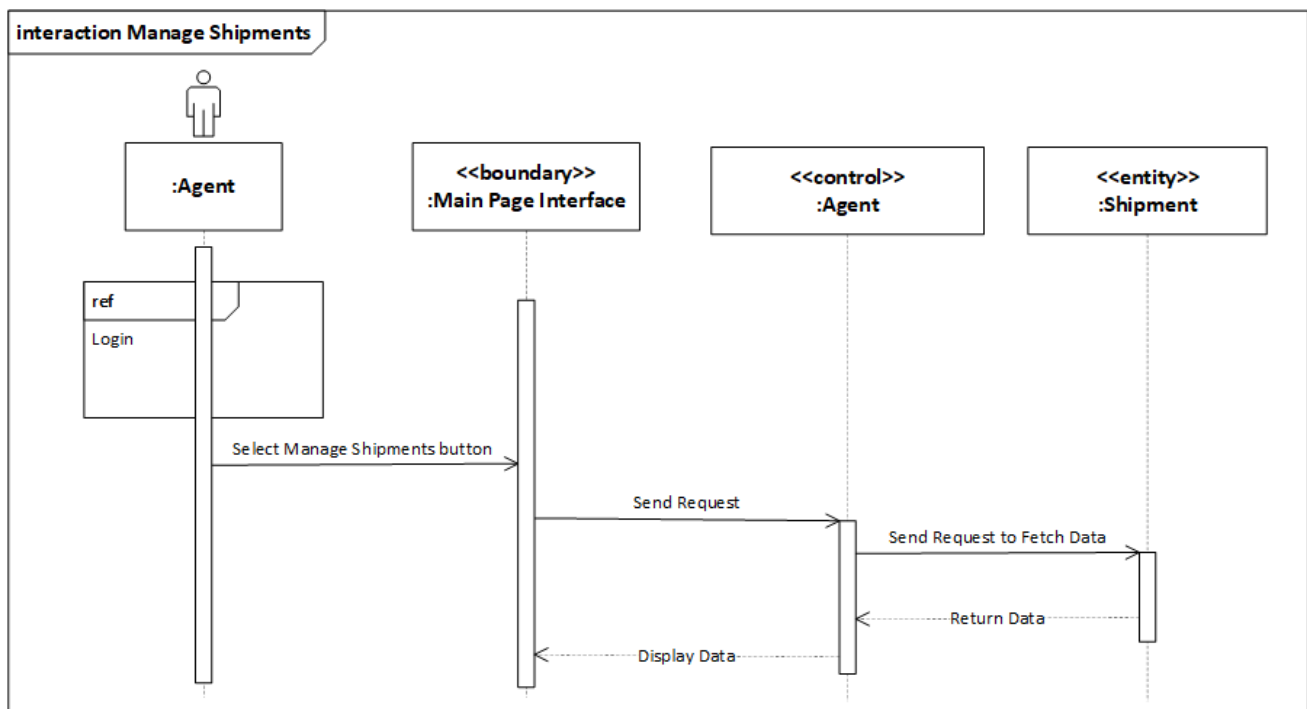 interaction Manage Shipments
:Agent
<<boundary>>
:Main Page Interface
<<control>>
:Agent
<<entity>>
:Shipment
ref
Login
Select Manage Shipments button
Send Request
Send Request to Fetch Data
Return Data
Display Data